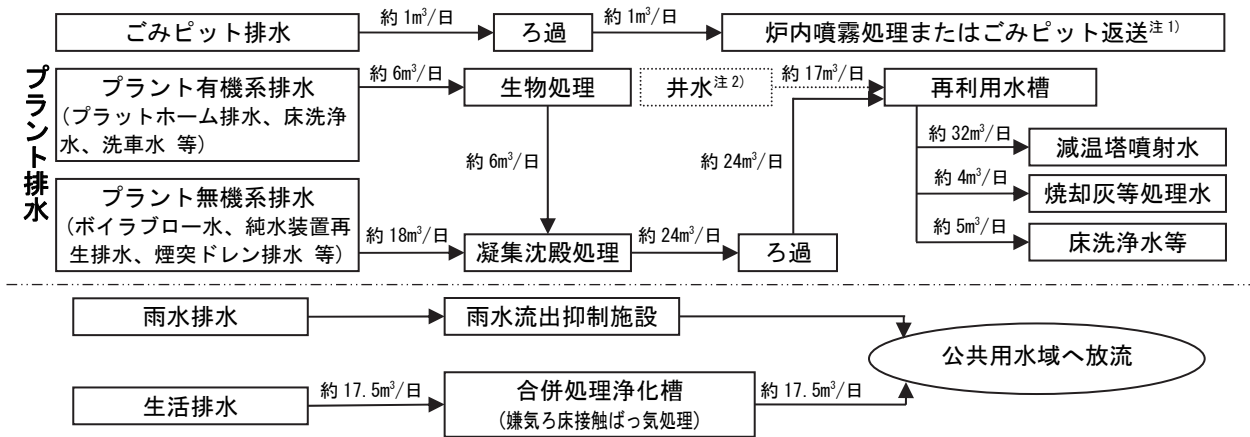 約 1m³/日
約 1m³/日
ごみピット排水
ろ過
炉内噴霧処理またはごみピット返送注 1)
プラント排水
プラント有機系排水
(プラットホーム排水、床洗浄
水、洗車水 等)
約 6m³/日
生物処理
井水注 2)
約 17m³/日
再利用水槽
約 6m³/日
約 24m³/日
約 32m³/日
減温塔噴射水
約 4m³/日
焼却灰等処理水
約 5m³/日
床洗浄水等
プラント無機系排水
(ボイラブロー水、純水装置再
生排水、煙突ドレン排水 等)
約 18m³/日
凝集沈殿処理
約 24m³/日
ろ過
雨水排水
雨水流出抑制施設
公共用水域へ放流
生活排水
約 17.5m³/日
合併処理浄化槽
(嫌気ろ床接触ばっ気処理)
約 17.5m³/日